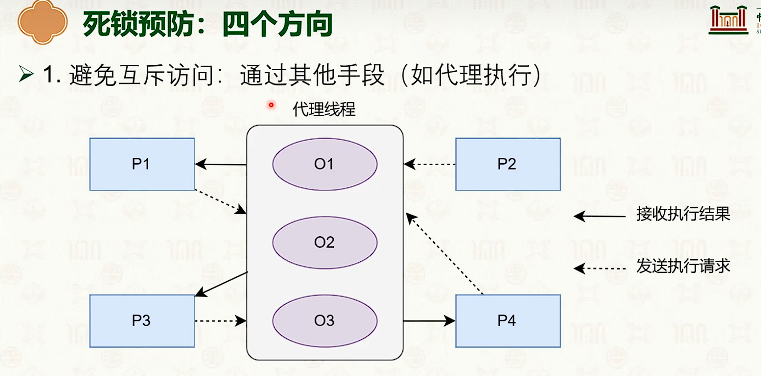 死锁预防：四个方向
➢ 1. 避免互斥访问：通过其他手段（如代理执行）
代理线程
P1
O1
P2
O2
接收执行结果
发送执行请求
P3
O3
P4